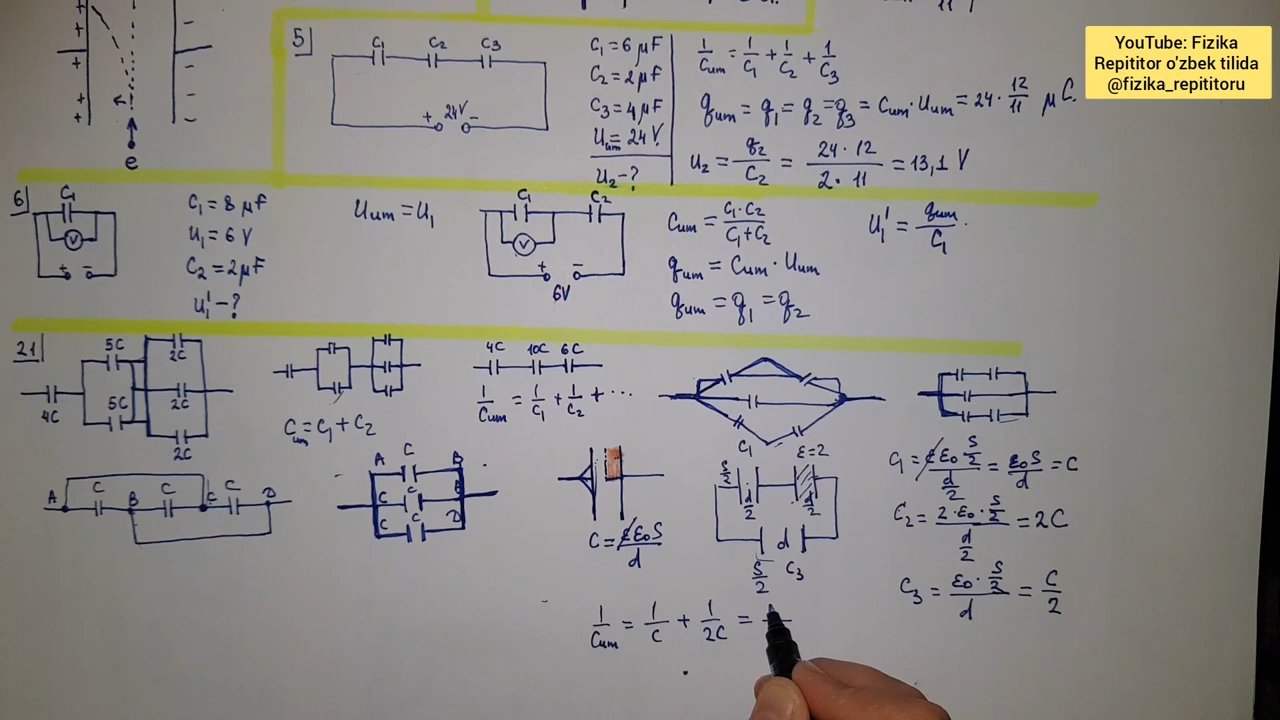 YouTube: Fizika
Repititor o'zbek tilida
@fizika_repititoru
e
5)
C₁ C₂ C₃
+ 24V −
C₁ = 6 μF
C₂ = 2 μF
C₃ = 4 μF
Uum = 24 V.
U₂ − ?
1/Cum = 1/C₁ + 1/C₂ + 1/C₃
qum = q₁ = q₂ = q₃ = Cum · Uum = 24 · 12/11 μC.
U₂ = q₂/C₂ = 24 · 12/2 · 11 = 13,1 V
6)
C₁
V
+ −
C₁ = 8 μF
U₁ = 6 V
C₂ = 2 μF
U₁' − ?
Uum = U₁
C₁ C₂
V
+ −
6V
Cum = C₁ · C₂/C₁ + C₂
qum = Cum · Uum
qum = q₁ = q₂
U₁' = qum/C₁ .
21)
4C 5C 5C 2C 2C 2C
Cum = C₁ + C₂
4C 10C 6C
1/Cum = 1/C₁ + 1/C₂ + ...
A C B C C C D
A C B
C C B
C C D
C = εε₀S/d
C₁ ε=2
S/2 d/2 d/2
d
S/2 C₃
C₁ = εε₀ S/2/d/2 = ε₀S/d = C
C₂ = 2 · ε₀ · S/2/d/2 = 2C
C₃ = ε₀ · S/2/d = C/2
1/Cum = 1/C + 1/2C =